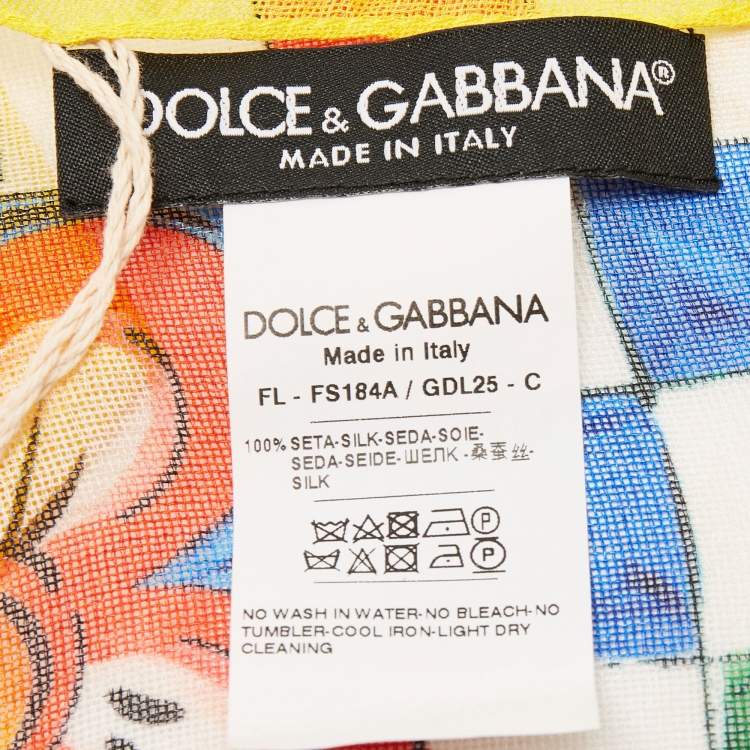 DOLCE & GABBANA®
MADE IN ITALY
DOLCE & GABBANA
Made in Italy
FL - FS184A / GDL25 - C
100% SETA-SILK-SEDA-SOIE-
SEDA-SEIDE-ШЕЛК -桑蚕丝-
SILK
P
P
NO WASH IN WATER-NO BLEACH-NO
TUMBLER-COOL IRON-LIGHT DRY
CLEANING